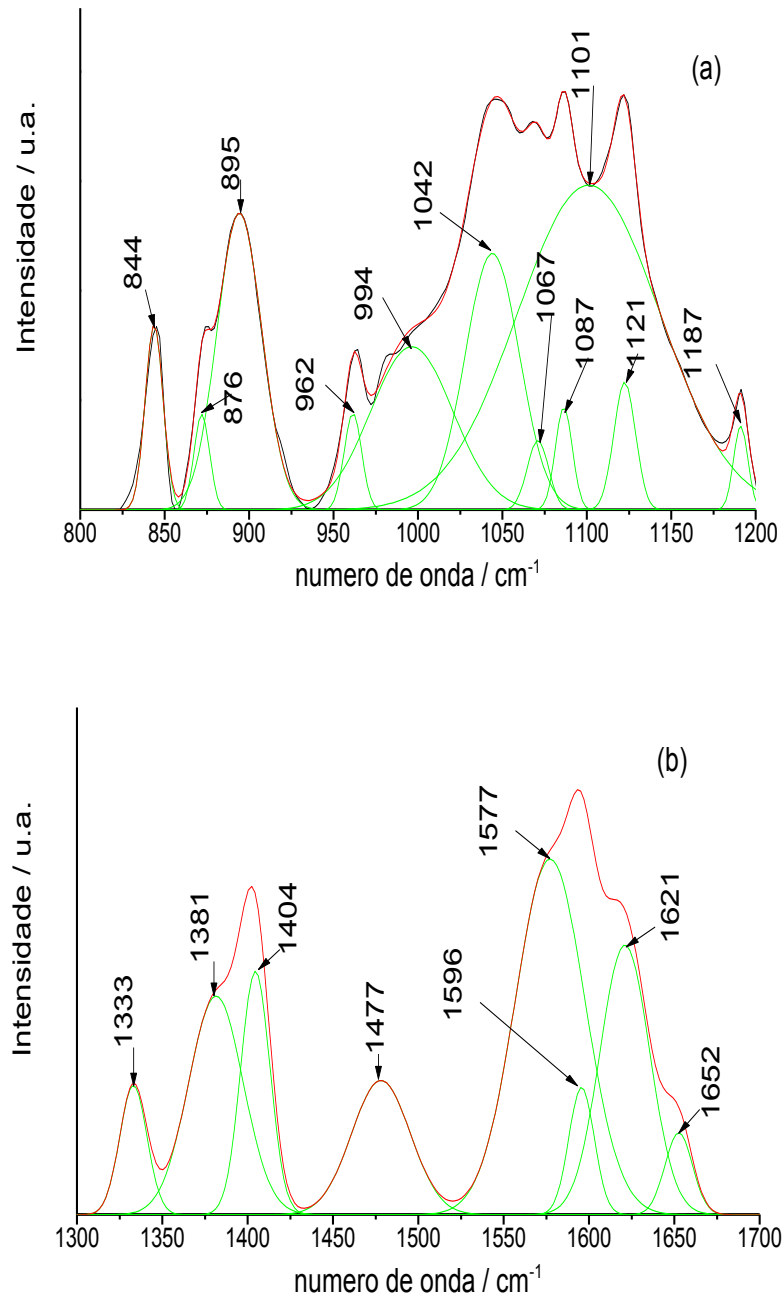 (a)
Intensidade / u.a.
844
876
895
962
994
1042
1067
1087
1101
1121
1187
800 850 900 950 1000 1050 1100 1150 1200
numero de onda / cm-1
(b)
Intensidade / u.a.
1333
1381
1404
1477
1577
1596
1621
1652
1300 1350 1400 1450 1500 1550 1600 1650 1700
numero de onda / cm-1